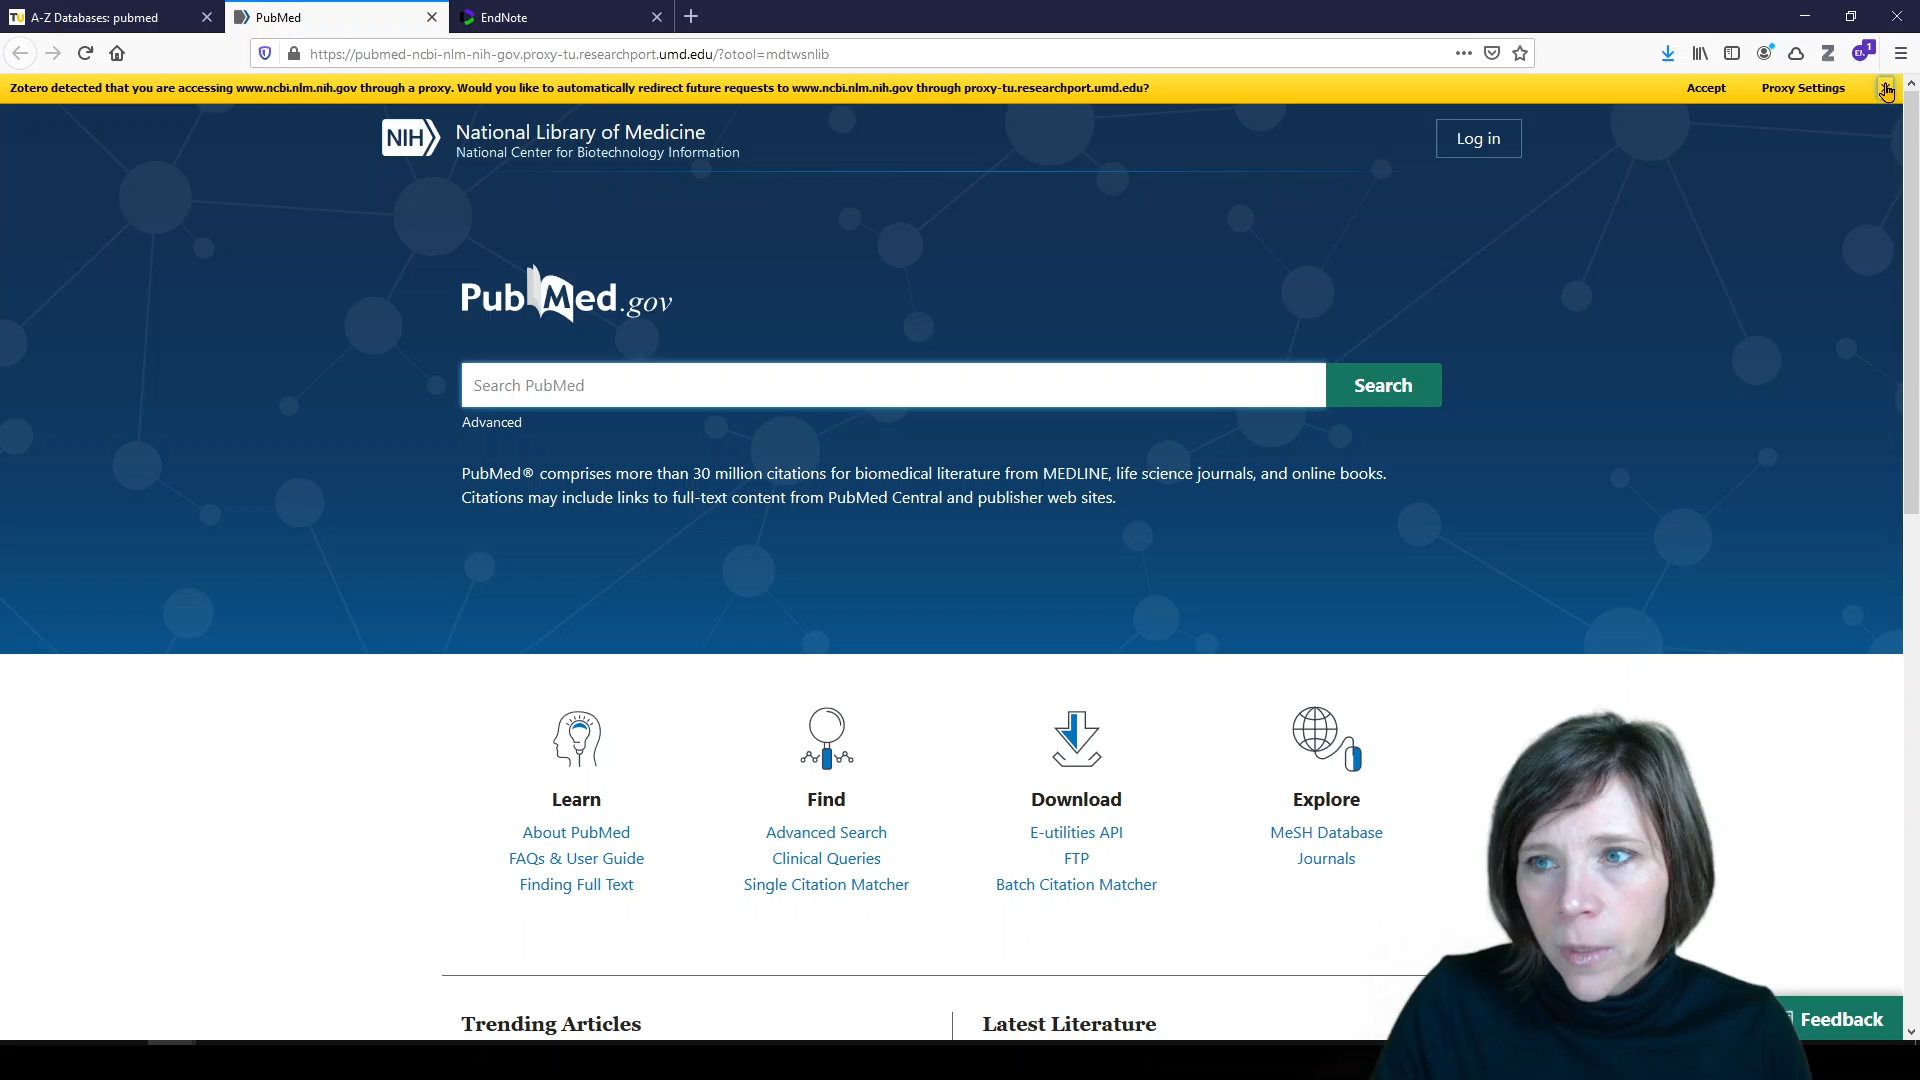 TU A-Z Databases: pubmed
PubMed
EndNote
https://pubmed-ncbi-nlm-nih-gov.proxy-tu.researchport.umd.edu/?otool=mdtwsnlib
1
Zotero detected that you are accessing www.ncbi.nlm.nih.gov through a proxy. Would you like to automatically redirect future requests to www.ncbi.nlm.nih.gov through proxy-tu.researchport.umd.edu?
Accept
Proxy Settings
NIH
National Library of Medicine
National Center for Biotechnology Information
Log in
PubMed.gov
Search PubMed
Search
Advanced
PubMed® comprises more than 30 million citations for biomedical literature from MEDLINE, life science journals, and online books.
Citations may include links to full-text content from PubMed Central and publisher web sites.
Learn
About PubMed
FAQs & User Guide
Finding Full Text
Find
Advanced Search
Clinical Queries
Single Citation Matcher
Download
E-utilities API
FTP
Batch Citation Matcher
Explore
MeSH Database
Journals
Trending Articles
Latest Literature
Feedback